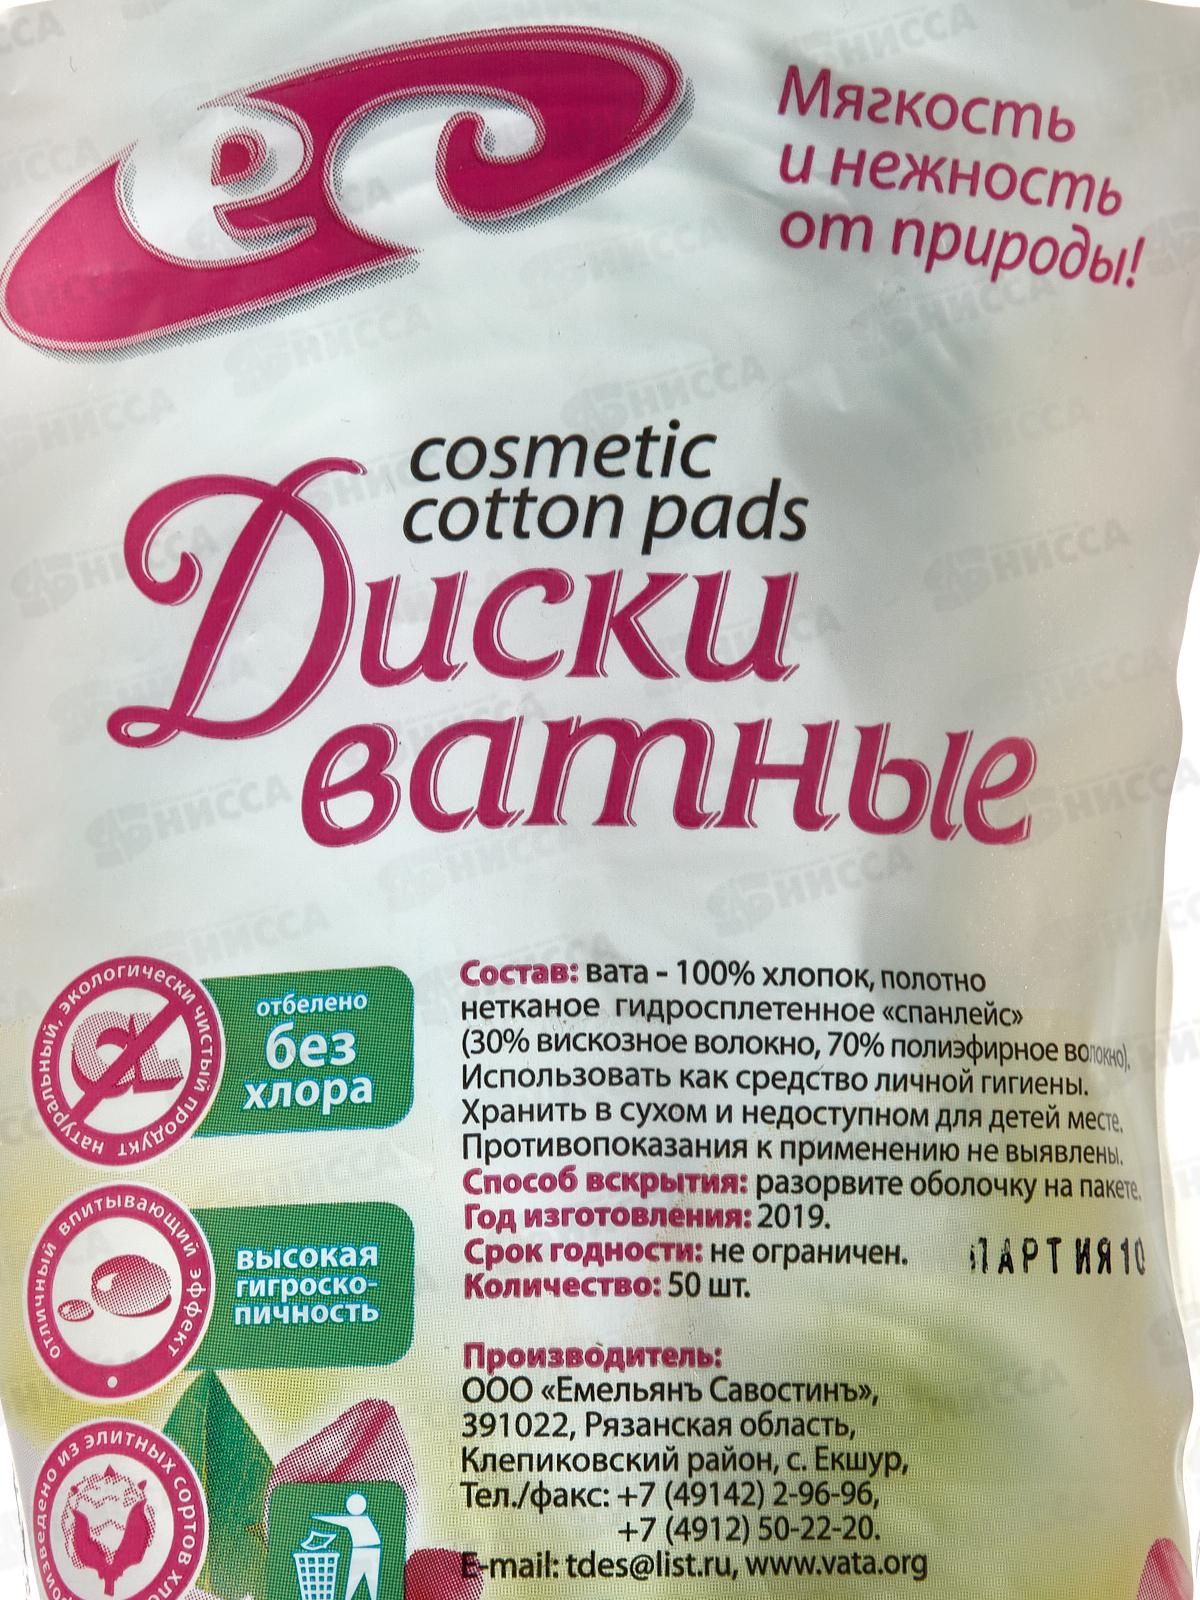 ес
Мягкость
и нежность
от природы!
cosmetic
cotton pads
Диски
ватные
отбелено
без
хлора
натуральный, экологически чистый продукт
Состав: вата - 100% хлопок, полотно
нетканое гидросплетенное «спанлейс»
(30% вискозное волокно, 70% полиэфирное волокно).
Использовать как средство личной гигиены.
Хранить в сухом и недоступном для детей месте.
Противопоказания к применению не выявлены.
Способ вскрытия: разорвите оболочку на пакете.
Год изготовления: 2019.
Срок годности: не ограничен.
ПАРТИЯ10
Количество: 50 шт.
отличный впитывающий эффект
высокая
гигроско-
пичность
Производитель:
ООО «Емельянъ Савостинъ»,
391022, Рязанская область,
Клепиковский район, с. Екшур,
Тел./факс: +7 (49142) 2-96-96,
+7 (4912) 50-22-20.
E-mail: tdes@list.ru, www.vata.org
из элитных сортов